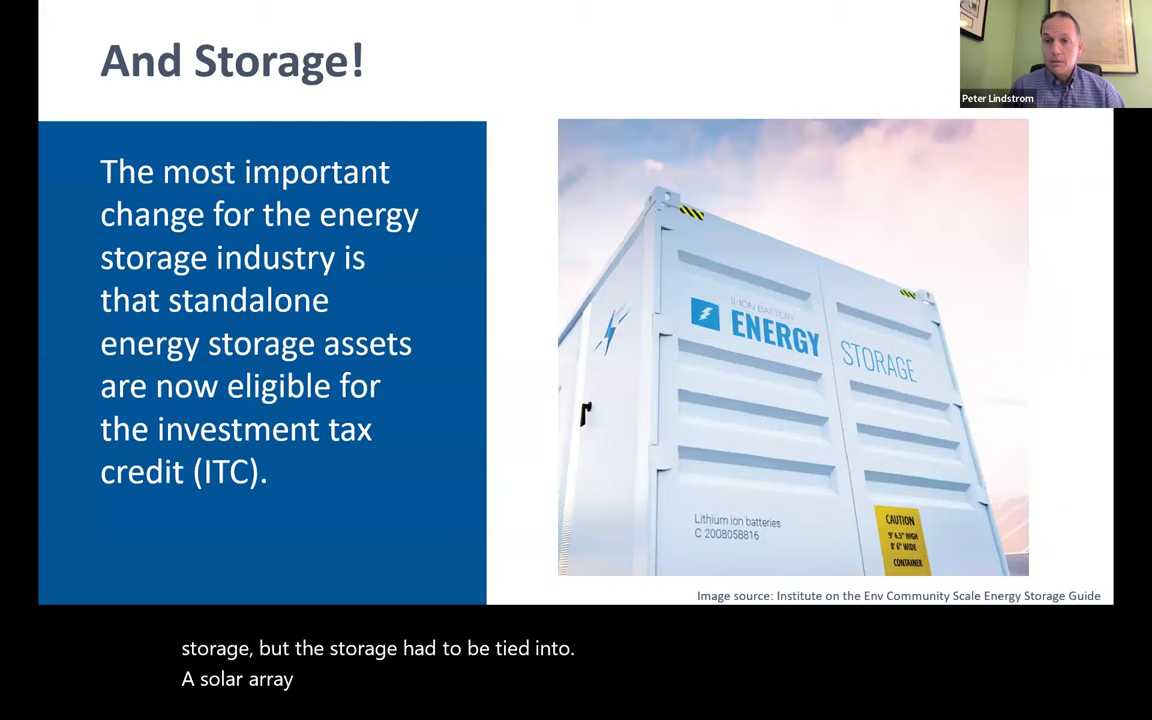 And Storage!
Peter Lindstrom
The most important
change for the energy
storage industry is
that standalone
energy storage assets
are now eligible for
the investment tax
credit (ITC).
LI-ION BATTERY
ENERGY STORAGE
Lithium ion batteries
C 2008058816
CAUTION
9' 6.5" HIGH
8' 6" WIDE
CONTAINER
Image source: Institute on the Env Community Scale Energy Storage Guide
storage, but the storage had to be tied into.
A solar array